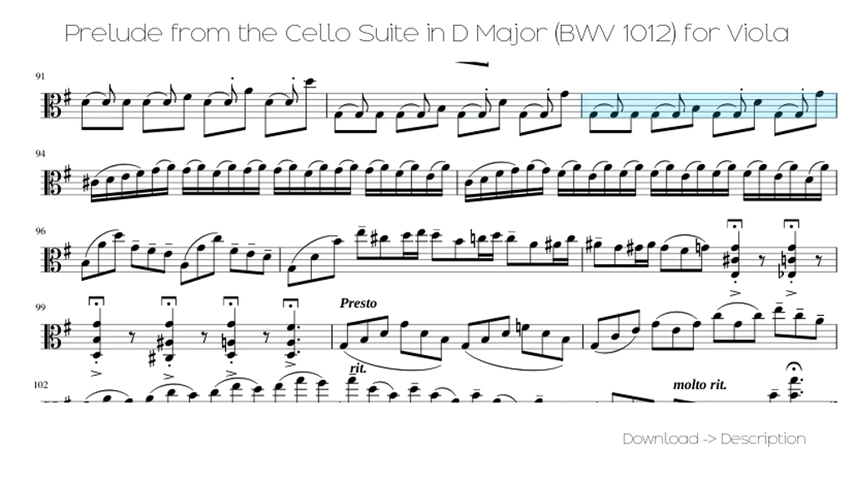 Prelude from the Cello Suite in D Major (BWV 1012) for Viola
91
94
96
99
Presto
rit.
102
molto rit.
Download -> Description